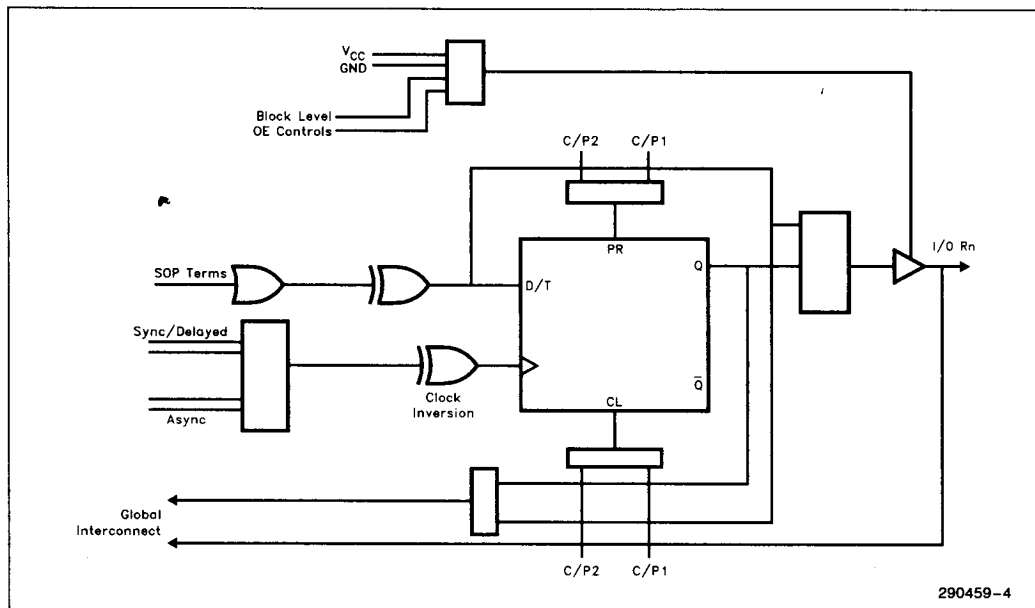 V_CC
GND
Block Level
OE Controls
C/P2
C/P1
PR
I/O Rn
SOP Terms
D/T
Q
Sync/Delayed
Clock
Inversion
Q̅
CL
Async
Global
Interconnect
C/P2
C/P1
290459-4